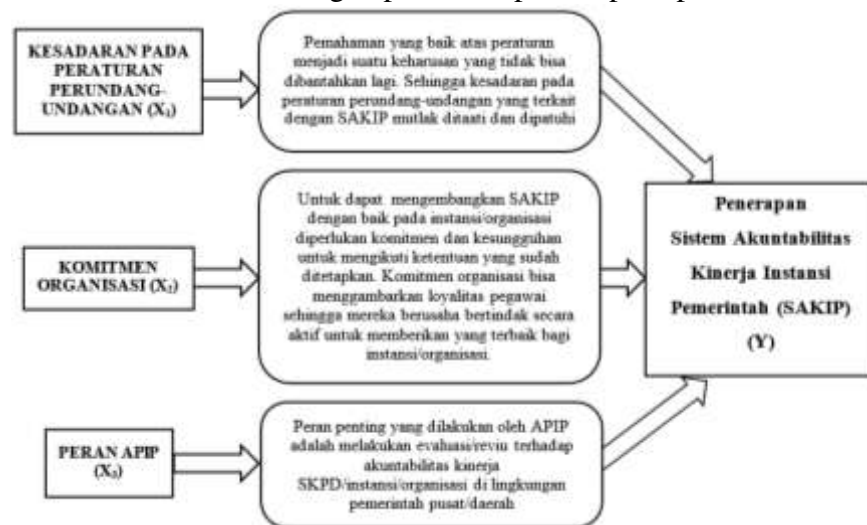 KESADARAN PADA
PERATURAN
PERUNDANG-
UNDANGAN (X₁)
Pemahaman yang baik atas peraturan
menjadi suatu keharusan yang tidak bisa
dibantahkan lagi. Sehingga kesadaran pada
peraturan perundang-undangan yang terkait
dengan SAKIP mutlak ditaati dan dipatuhi
KOMITMEN
ORGANISASI (X₂)
Untuk dapat mengembangkan SAKIP
dengan baik pada instansi/organisasi
diperlukan komitmen dan kesungguhan
untuk mengikuti ketentuan yang sudah
ditetapkan. Komitmen organisasi bisa
menggambarkan loyalitas pegawai
sehingga mereka berusaha bertindak secara
aktif untuk memberikan yang terbaik bagi
instansi/organisasi.
PERAN APIP
(X₃)
Peran penting yang dilakukan oleh APIP
adalah melakukan evaluasi/reviu terhadap
akuntabilitas kinerja
SKPD/instansi/organisasi di lingkungan
pemerintah pusat/daerah
Penerapan
Sistem Akuntabilitas
Kinerja Instansi
Pemerintah (SAKIP)
(Y)